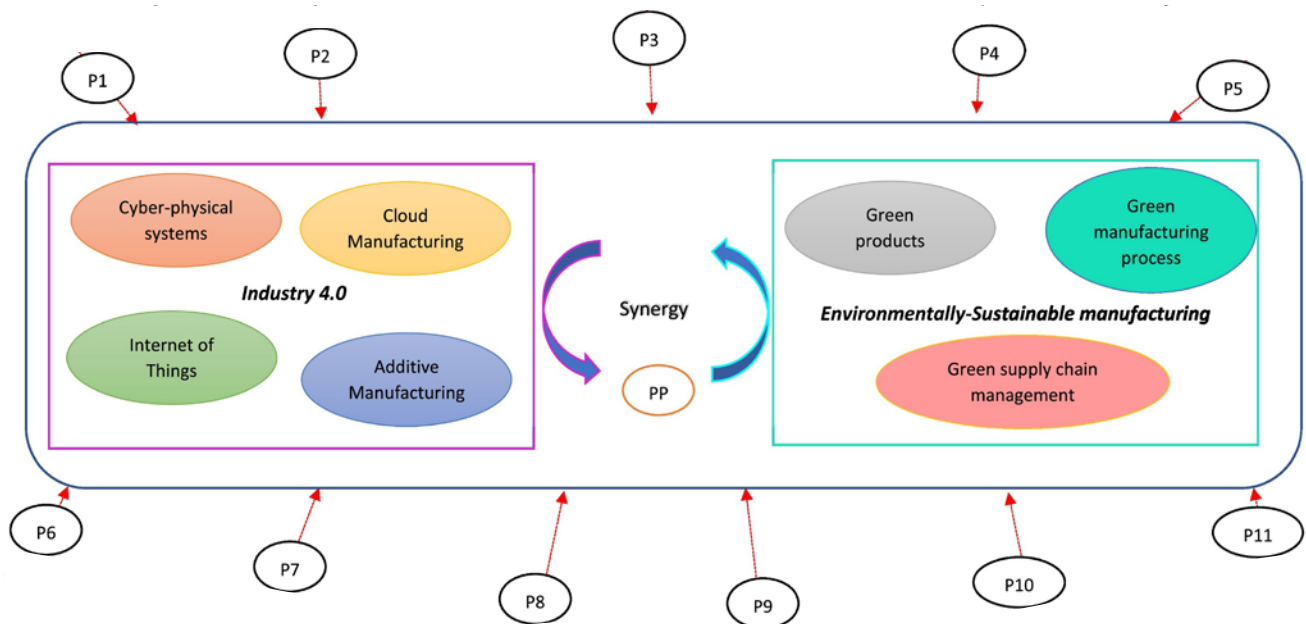 P1
P2
P3
P4
P5
Cyber-physical
systems
Cloud
Manufacturing
Industry 4.0
Internet of
Things
Additive
Manufacturing
Synergy
PP
Green
products
Green
manufacturing
process
Environmentally-Sustainable manufacturing
Green supply chain
management
P6
P7
P8
P9
P10
P11